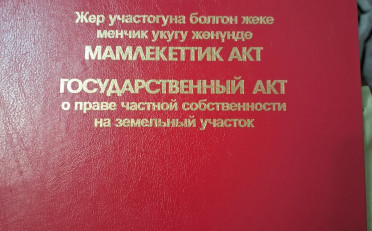 Жер участогуна болгон жеке
менчик укугу жөнүндө
МАМЛЕКЕТТИК АКТ
ГОСУДАРСТВЕННЫЙ АКТ
о праве частной собственности
на земельный участок